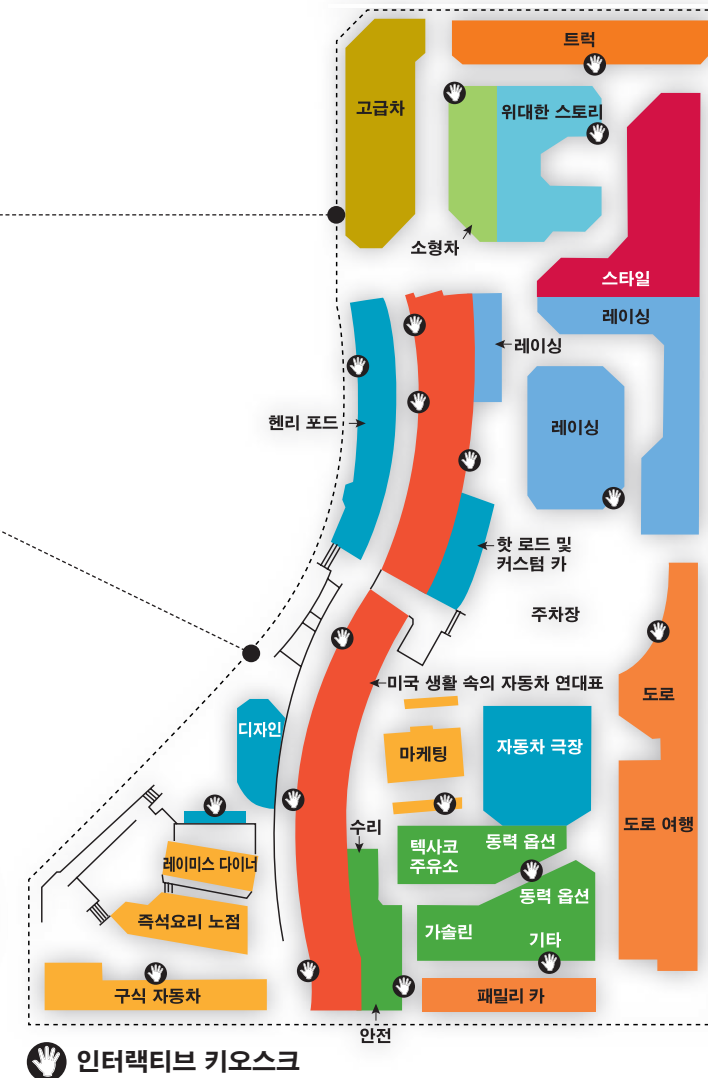 트럭
고급차
위대한 스토리
소형차
스타일
레이싱
레이싱
헨리 포드
레이싱
핫 로드 및
커스텀 카
주차장
미국 생활 속의 자동차 연대표
도로
디자인
마케팅
자동차 극장
도로 여행
수리
텍사코
주유소
동력 옵션
레이미스 다이너
동력 옵션
즉석요리 노점
가솔린
기타
구식 자동차
패밀리 카
안전
인터랙티브 키오스크